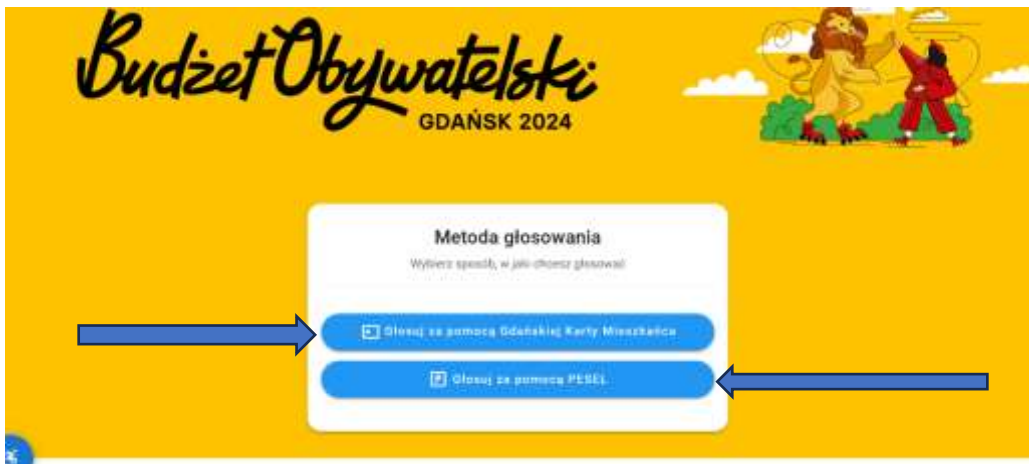 Budżet Obywatelski
GDAŃSK 2024
Metoda głosowania
Wybierz sposób, w jaki chcesz głosować
Głosuj za pomocą Gdańskiej Karty Mieszkańca
Głosuj za pomocą PESEL